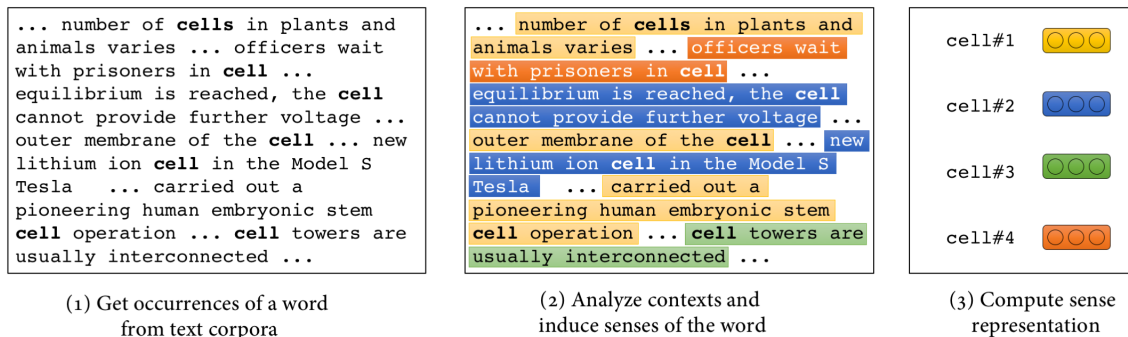 ... number of cells in plants and
animals varies ... officers wait
with prisoners in cell ...
equilibrium is reached, the cell
cannot provide further voltage ...
outer membrane of the cell ... new
lithium ion cell in the Model S
Tesla ... carried out a
pioneering human embryonic stem
cell operation ... cell towers are
usually interconnected ...
(1) Get occurrences of a word
from text corpora
... number of cells in plants and
animals varies ... officers wait
with prisoners in cell ...
equilibrium is reached, the cell
cannot provide further voltage ...
outer membrane of the cell ... new
lithium ion cell in the Model S
Tesla ... carried out a
pioneering human embryonic stem
cell operation ... cell towers are
usually interconnected ...
(2) Analyze contexts and
induce senses of the word
cell#1
cell#2
cell#3
cell#4
(3) Compute sense
representation